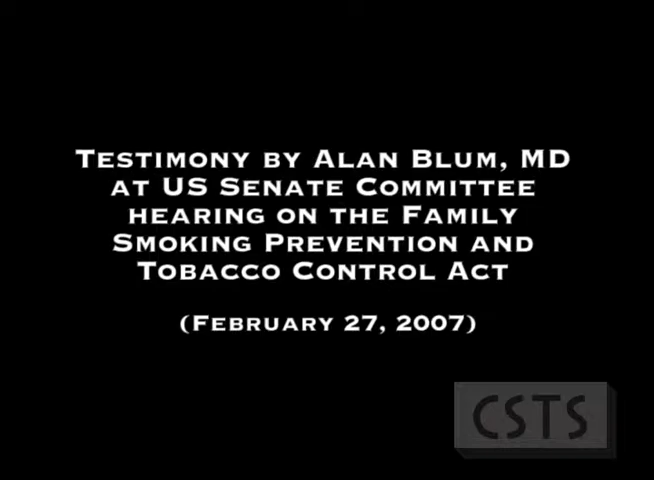 Testimony by Alan Blum, MD
at US Senate Committee
hearing on the Family
Smoking Prevention and
Tobacco Control Act
(February 27, 2007)
CSTS